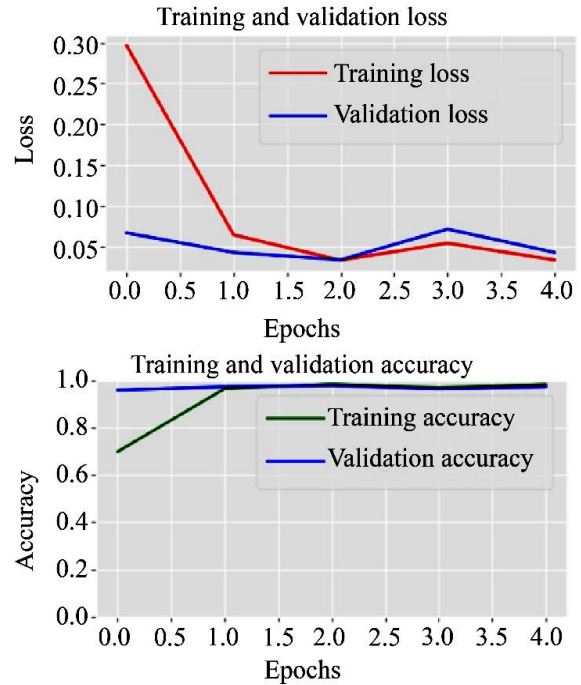 Training and validation loss
0.30
0.25
0.20
0.15
0.10
0.05
Loss
Training loss
Validation loss
0.0 0.5 1.0 1.5 2.0 2.5 3.0 3.5 4.0
Epochs
Training and validation accuracy
1.0
0.8
0.6
0.4
0.2
0.0
Accuracy
Training accuracy
Validation accuracy
0.0 0.5 1.0 1.5 2.0 2.5 3.0 3.5 4.0
Epochs